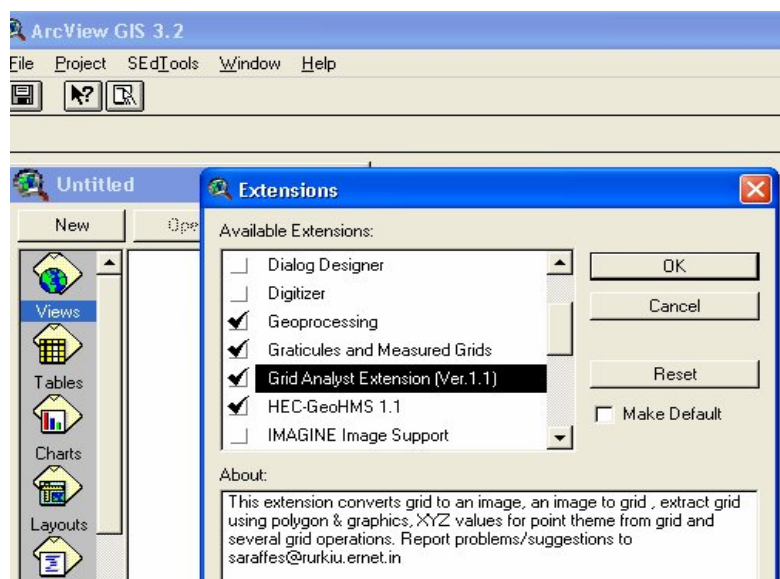 ArcView GIS 3.2
File Project SEdTools Window Help
Untitled
New Ope
Views
Tables
Charts
Layouts
Extensions
Available Extensions:
Dialog Designer
Digitizer
Geoprocessing
Graticules and Measured Grids
Grid Analyst Extension (Ver.1.1)
HEC-GeoHMS 1.1
IMAGINE Image Support
OK
Cancel
Reset
Make Default
About:
This extension converts grid to an image, an image to grid , extract grid
using polygon & graphics, XYZ values for point theme from grid and
several grid operations. Report problems/suggestions to
saraffes@rurkiu.ernet.in